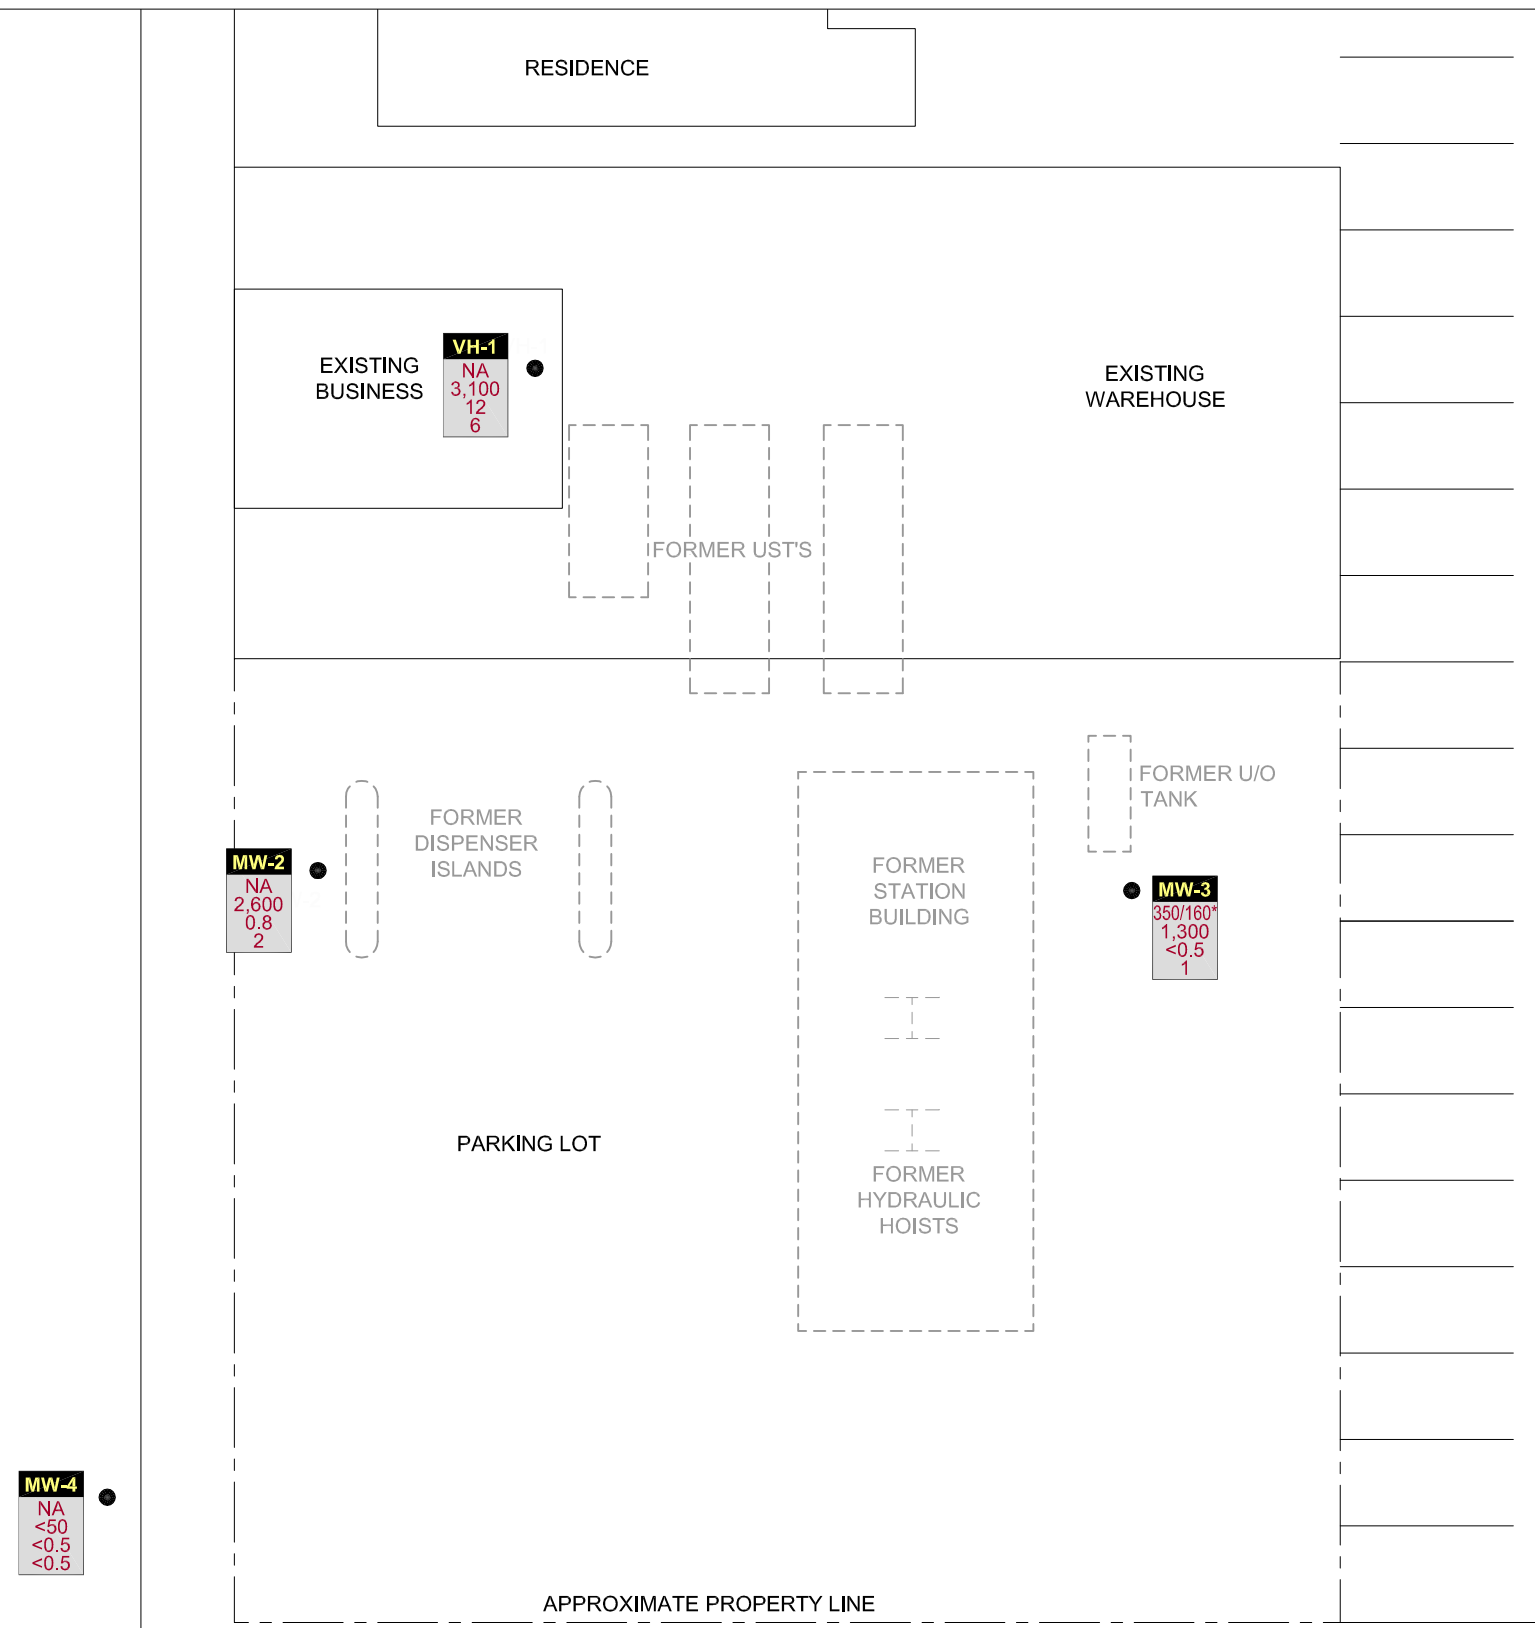 RESIDENCE
EXISTING
BUSINESS
VH-1
NA
3,100
12
6
EXISTING
WAREHOUSE
FORMER UST'S
FORMER U/O
TANK
FORMER
DISPENSER
ISLANDS
MW-2
NA
2,600
0.8
2
FORMER
STATION
BUILDING
MW-3
350/160*
1,300
<0.5
1
PARKING LOT
FORMER
HYDRAULIC
HOISTS
MW-4
NA
<50
<0.5
<0.5
APPROXIMATE PROPERTY LINE